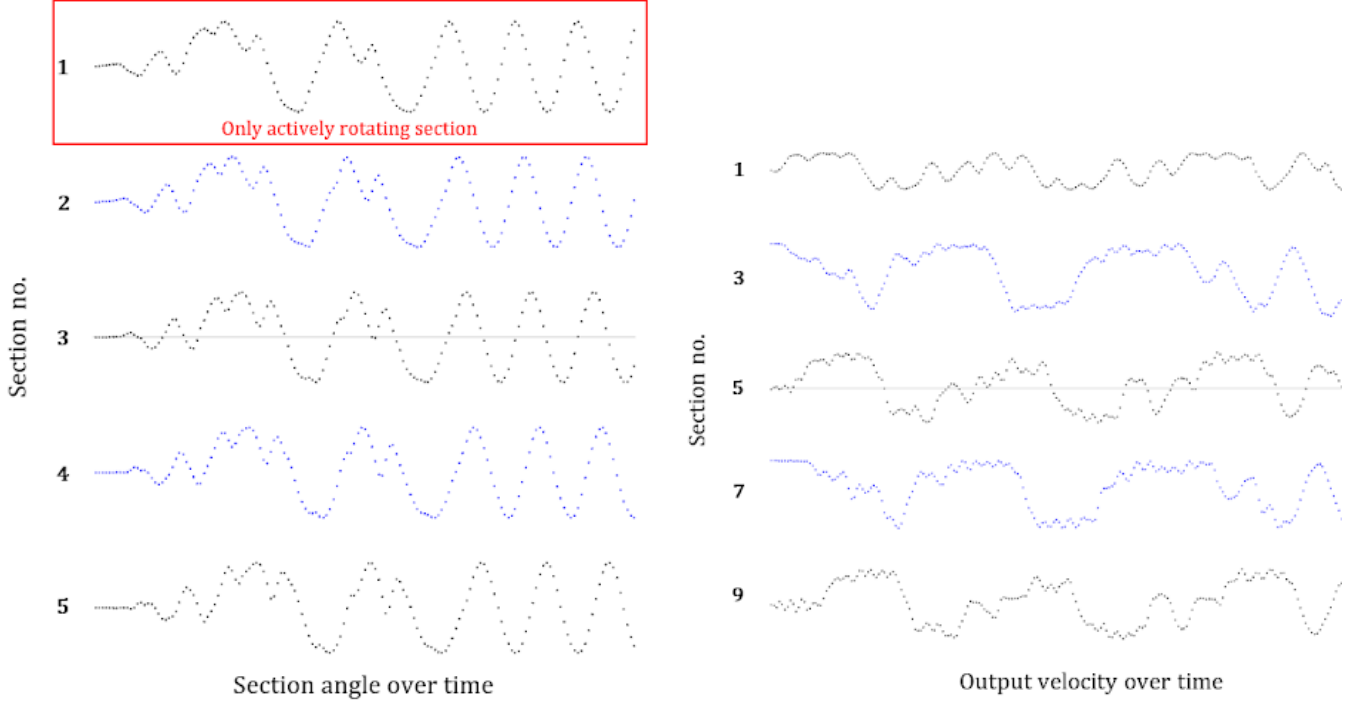 1
Only actively rotating section
2
3
4
5
Section no.
Section angle over time
1
3
5
7
9
Section no.
Output velocity over time